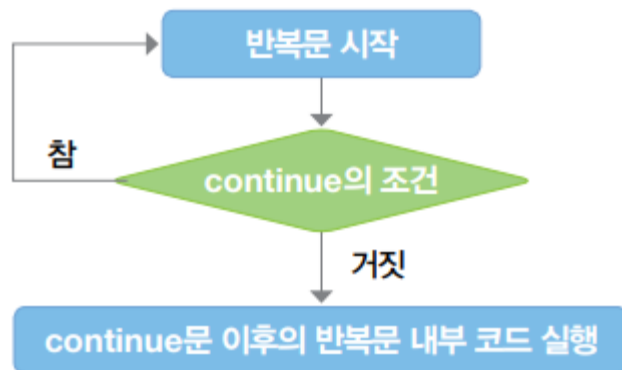 반복문 시작
참
continue의 조건
거짓
continue문 이후의 반복문 내부 코드 실행